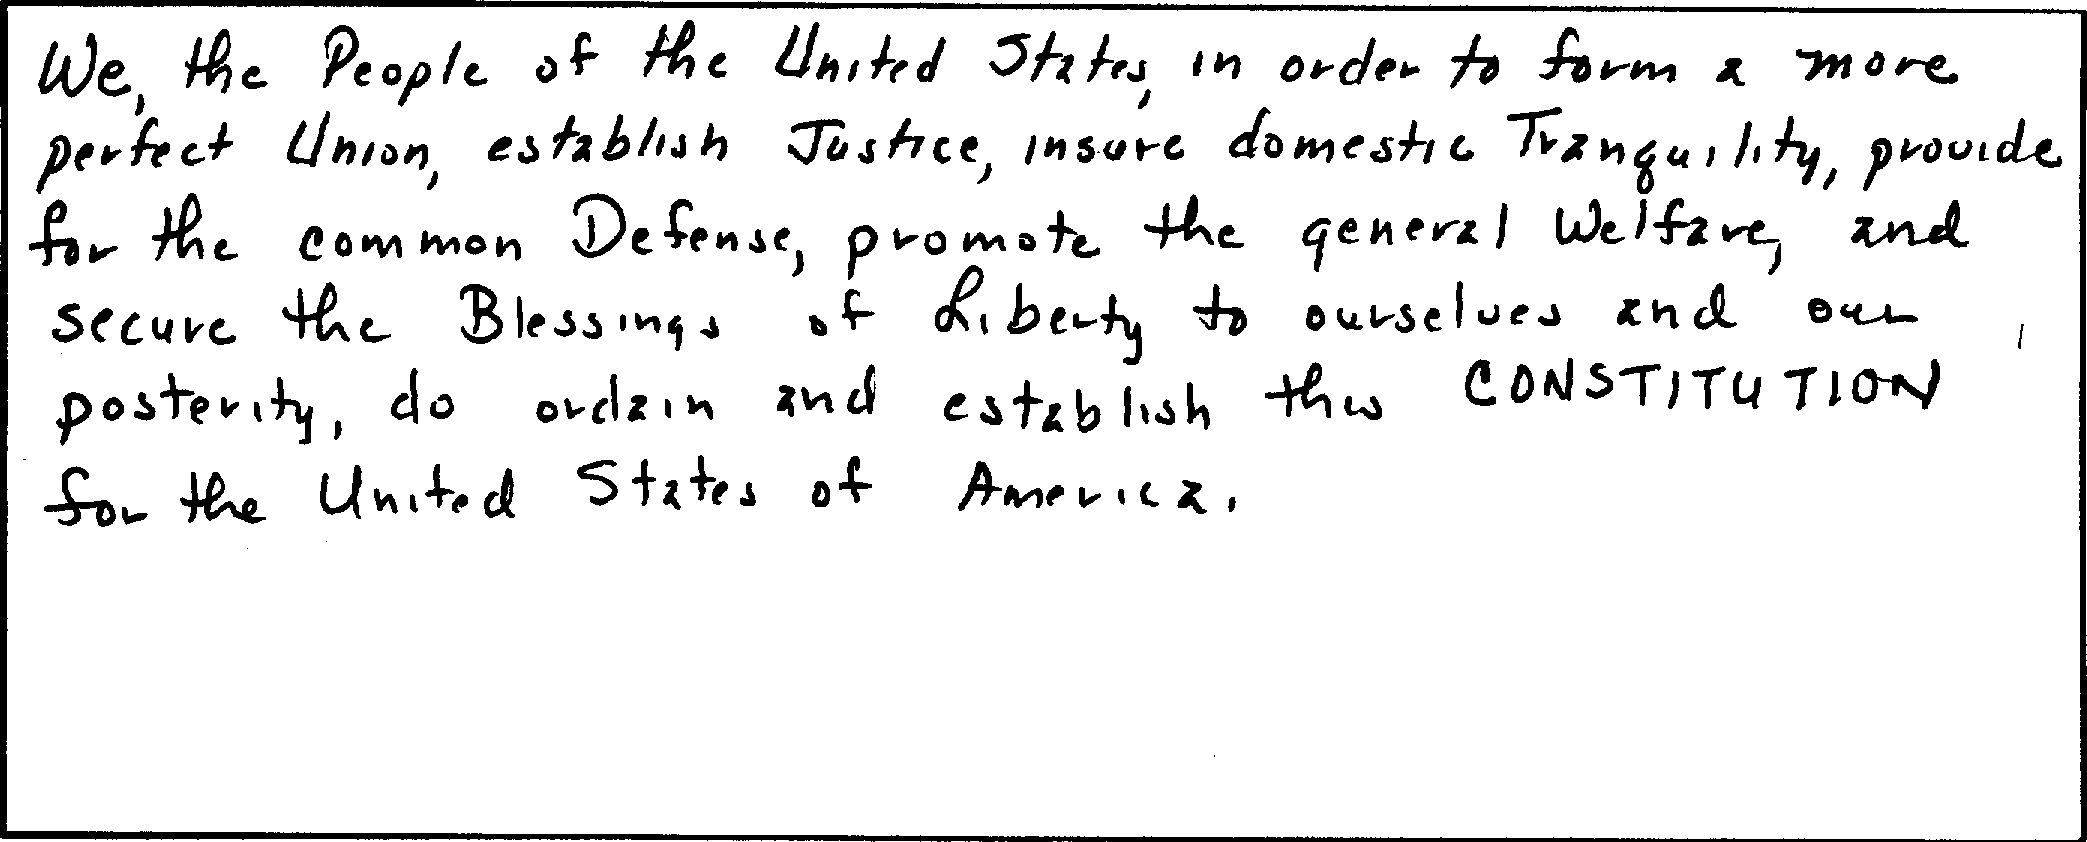 We, the People of the United States, in order to form a more
perfect Union, establish Justice, insure domestic Tranquility, provide
for the common Defense, promote the general Welfare, and
secure the Blessings of Liberty to ourselves and our
posterity, do ordain and establish this CONSTITUTION
for the United States of America.